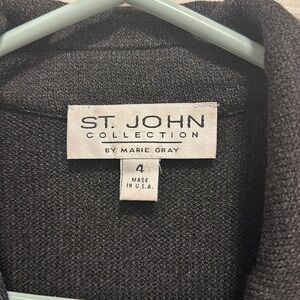 ST. JOHN
COLLECTION
BY MARIE GRAY
4
MADE
IN U.S.A.